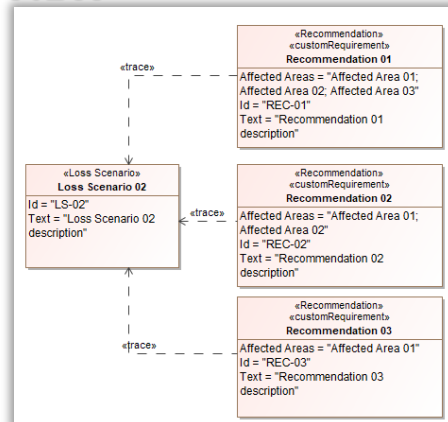 «Recommendation»
«customRequirement»
Recommendation 01
Affected Areas = "Affected Area 01;
Affected Area 02; Affected Area 03"
Id = "REC-01"
Text = "Recommendation 01
description"
«trace»
«Loss Scenario»
Loss Scenario 02
Id = "LS-02"
Text = "Loss Scenario 02
description"
«trace»
«Recommendation»
«customRequirement»
Recommendation 02
Affected Areas = "Affected Area 01;
Affected Area 02"
Id = "REC-02"
Text = "Recommendation 02
description"
«trace»
«Recommendation»
«customRequirement»
Recommendation 03
Affected Areas = "Affected Area 01"
Id = "REC-03"
Text = "Recommendation 03
description"